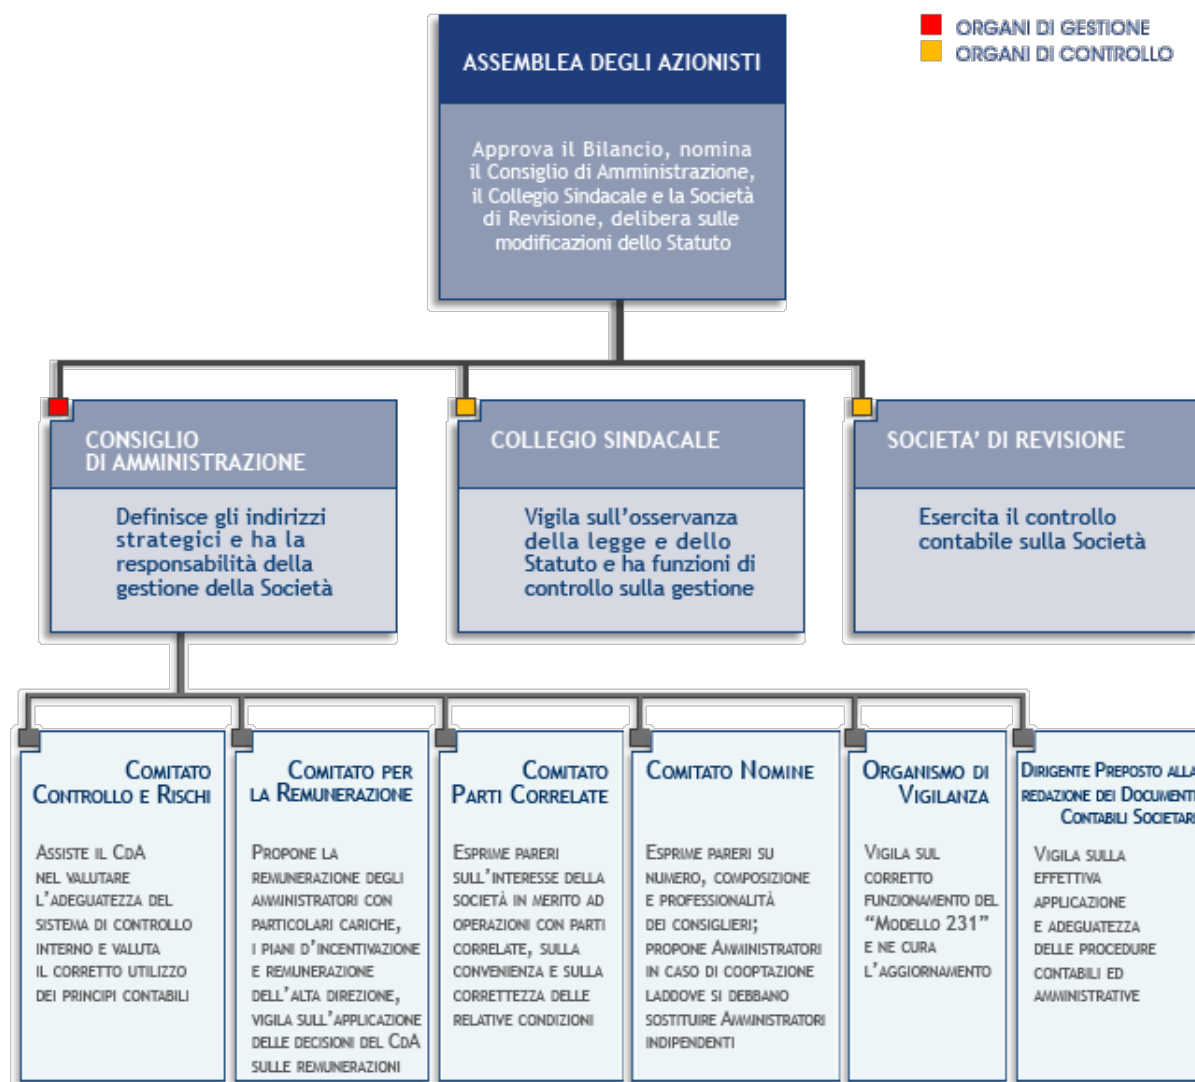 ORGANI DI GESTIONE
ORGANI DI CONTROLLO
ASSEMBLEA DEGLI AZIONISTI
Approva il Bilancio, nomina
il Consiglio di Amministrazione,
il Collegio Sindacale e la Società
di Revisione, delibera sulle
modificazioni dello Statuto
CONSIGLIO
DI AMMINISTRAZIONE
Definisce gli indirizzi
strategici e ha la
responsabilità della
gestione della Società
COLLEGIO SINDACALE
Vigila sull'osservanza
della legge e dello
Statuto e ha funzioni di
controllo sulla gestione
SOCIETA' DI REVISIONE
Esercita il controllo
contabile sulla Società
COMITATO
CONTROLLO E RISCHI
ASSISTE IL CDA
NEL VALUTARE
L'ADEGUATEZZA DEL
SISTEMA DI CONTROLLO
INTERNO E VALUTA
IL CORRETTO UTILIZZO
DEI PRINCIPI CONTABILI
COMITATO PER
LA REMUNERAZIONE
PROPONE LA
REMUNERAZIONE DEGLI
AMMINISTRATORI CON
PARTICOLARI CARICHE,
I PIANI D'INCENTIVAZIONE
E REMUNERAZIONE
DELL'ALTA DIREZIONE,
VIGILA SULL'APPLICAZIONE
DELLE DECISIONI DEL CDA
SULLE REMUNERAZIONI
COMITATO
PARTI CORRELATE
ESPRIME PARERI
SULL'INTERESSE DELLA
SOCIETÀ IN MERITO AD
OPERAZIONI CON PARTI
CORRELATE, SULLA
CONVENIENZA E SULLA
CORRETTEZZA DELLE
RELATIVE CONDIZIONI
COMITATO NOMINE
ESPRIME PARERI SU
NUMERO, COMPOSIZIONE
E PROFESSIONALITÀ
DEI CONSIGLIERI;
PROPONE AMMINISTRATORI
IN CASO DI COOPTAZIONE
LADDOVE SI DEBBANO
SOSTITUIRE AMMINISTRATORI
INDIPENDENTI
ORGANISMO DI
VIGILANZA
VIGILA SUL
CORRETTO
FUNZIONAMENTO DEL
"MODELLO 231"
E NE CURA
L'AGGIORNAMENTO
DIRIGENTE PREPOSTO ALLA
REDAZIONE DEI DOCUMENTI
CONTABILI SOCIETARI
VIGILA SULLA
EFFETTIVA
APPLICAZIONE
E ADEGUATEZZA
DELLE PROCEDURE
CONTABILI ED
AMMINISTRATIVE